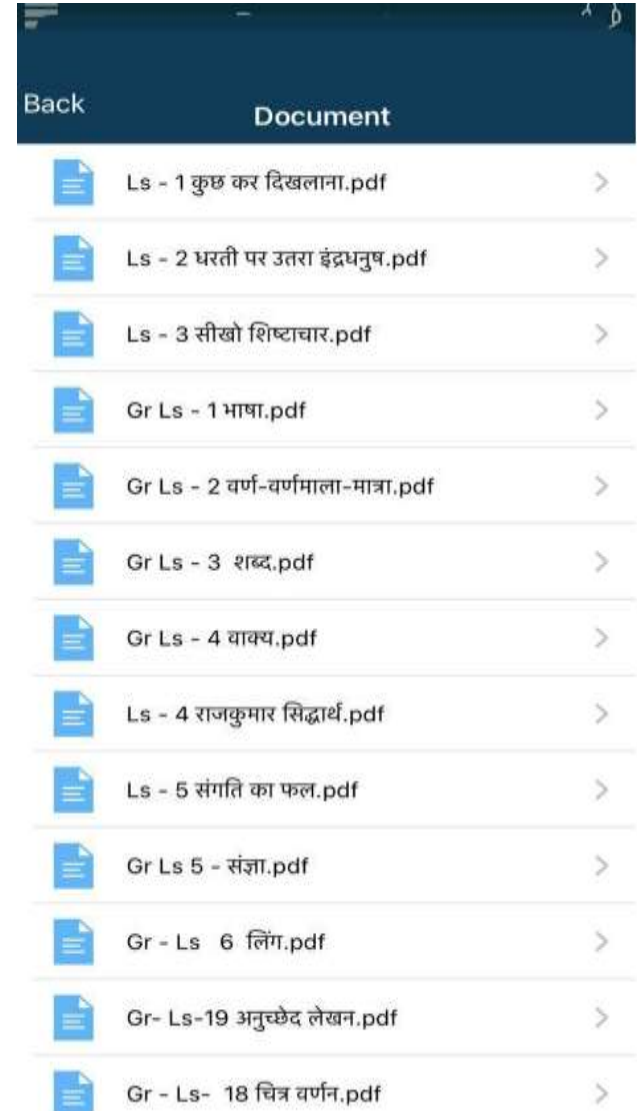 Back
Document
Ls - 1 कुछ कर दिखलाना.pdf
Ls - 2 धरती पर उतरा इंद्रधनुष.pdf
Ls - 3 सीखो शिष्टाचार.pdf
Gr Ls - 1 भाषा.pdf
Gr Ls - 2 वर्ण-वर्णमाला-मात्रा.pdf
Gr Ls - 3 शब्द.pdf
Gr Ls - 4 वाक्य.pdf
Ls - 4 राजकुमार सिद्धार्थ.pdf
Ls - 5 संगति का फल.pdf
Gr Ls 5 - संज्ञा.pdf
Gr - Ls 6 लिंग.pdf
Gr- Ls-19 अनुच्छेद लेखन.pdf
Gr - Ls- 18 चित्र वर्णन.pdf